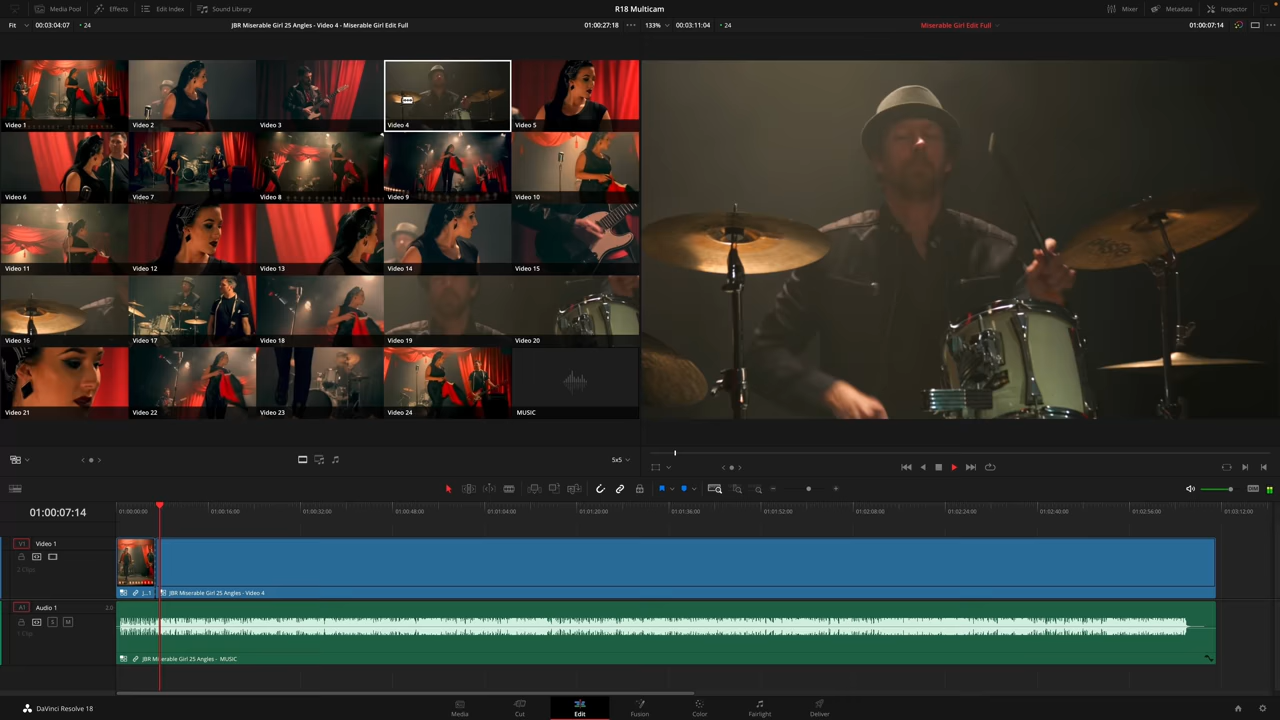 Media Pool Effects Edit Index Sound Library R18 Multicam Mixer Metadata Inspector
Fit 00:03:04:07 24 JBR Miserable Girl 25 Angles - Video 4 - Miserable Girl Edit Full 01:00:27:18 133% 00:03:11:04 24 Miserable Girl Edit Full 01:00:07:14
Video 1 Video 2 Video 3 Video 4 Video 5
Video 6 Video 7 Video 8 Video 9 Video 10
Video 11 Video 12 Video 13 Video 14 Video 15
Video 16 Video 17 Video 18 Video 19 Video 20
Video 21 Video 22 Video 23 Video 24 MUSIC
5x5
DIM
01:00:07:14 01:00:00:00 01:00:16:00 01:00:32:00 01:00:48:00 01:01:04:00 01:01:20:00 01:01:36:00 01:01:52:00 01:02:08:00 01:02:24:00 01:02:40:00 01:02:56:00 01:03:12:00
V1 Video 1
2 Clips
J...1 JBR Miserable Girl 25 Angles - Video 4
A1 Audio 1 2.0
S M
1 Clip
JBR Miserable Girl 25 Angles - MUSIC
DaVinci Resolve 18 Media Cut Edit Fusion Color Fairlight Deliver